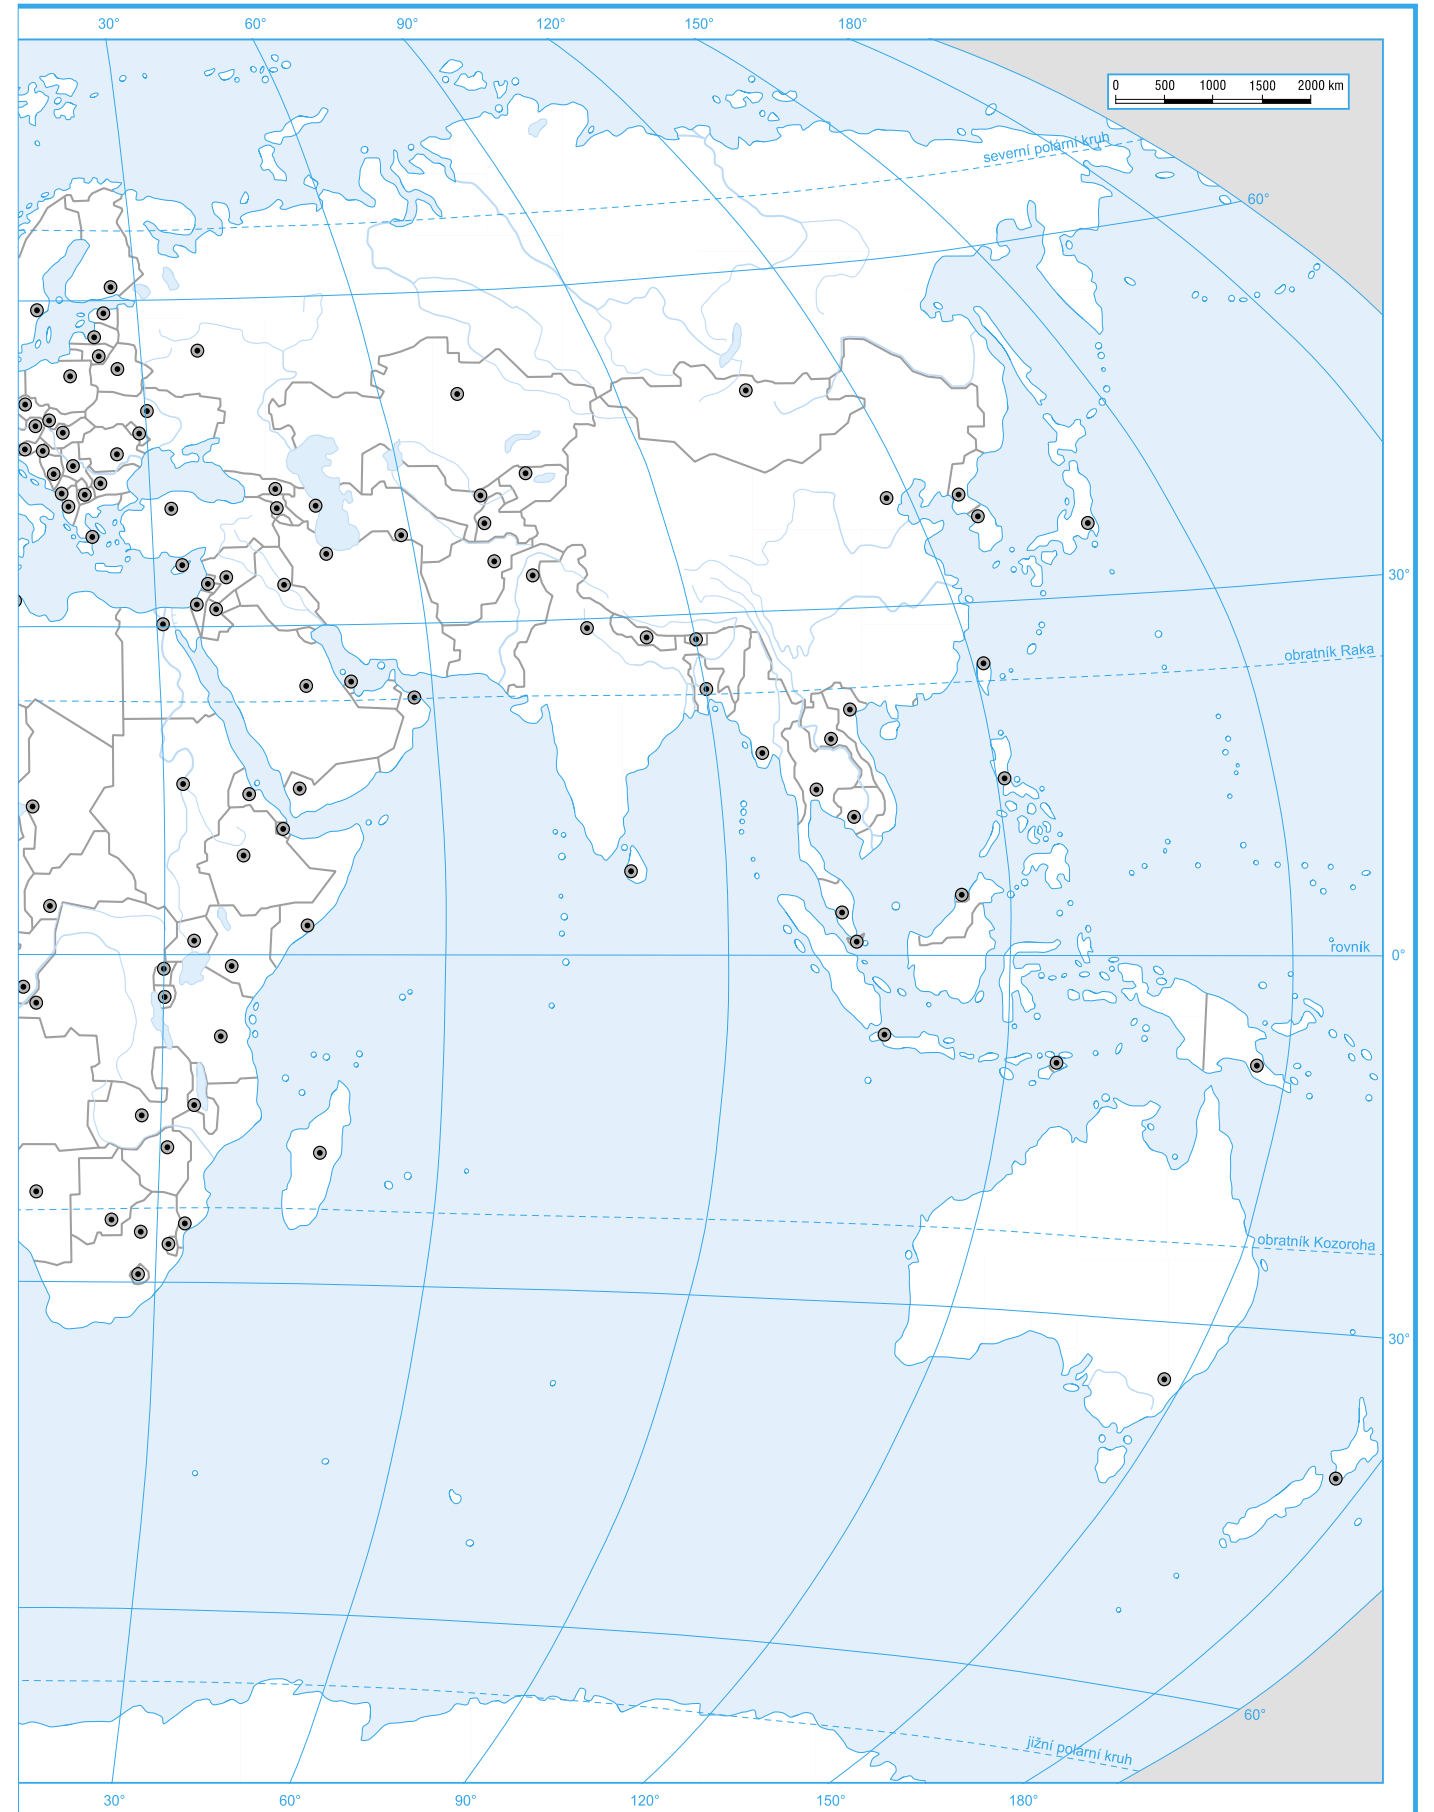 30° 60° 90° 120° 150° 180°
0 500 1000 1500 2000 km
severní polární kruh
60°
30°
obratník Raka
rovník
0°
obratník Kozoroha
30°
60°
jižní polární kruh
30° 60° 90° 120° 150° 180°